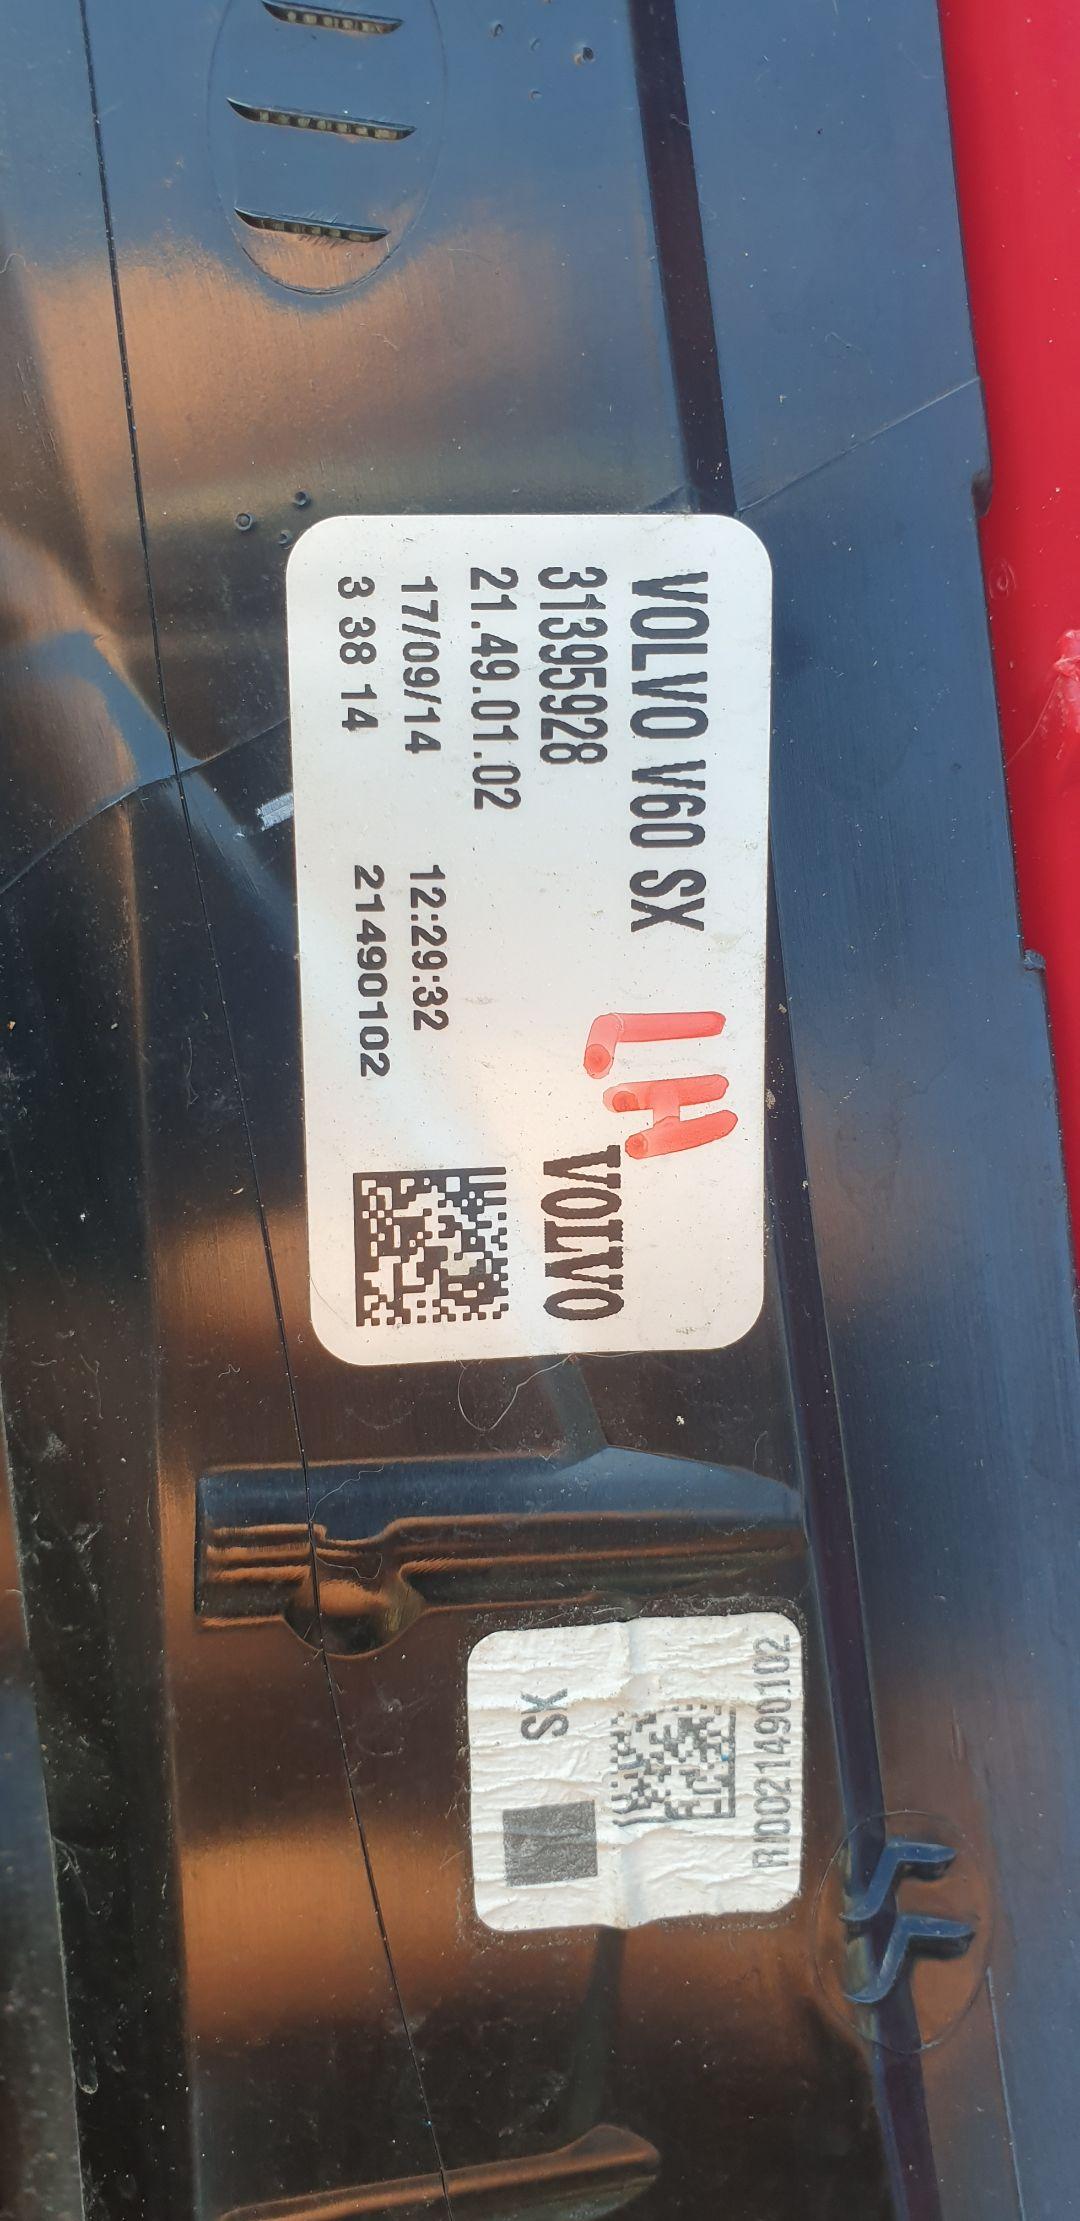 VOLVO V60 SX
LH
31395928
VOLVO
21.49.01.02
17/09/14 12:29:32
3 38 14 21490102
RI0021490102
SX